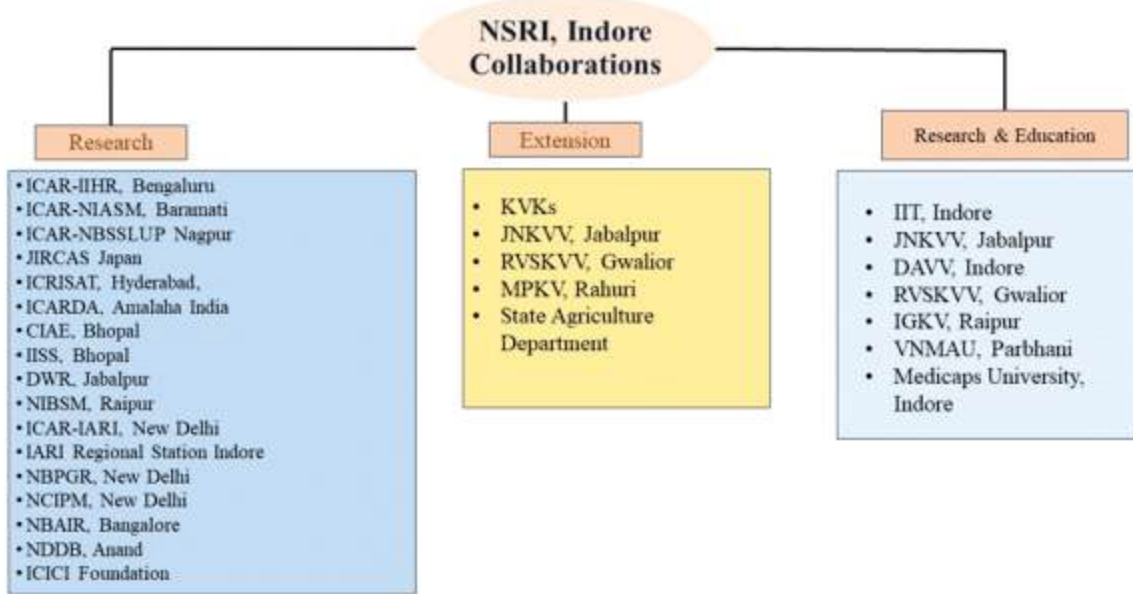 NSRI, Indore
Collaborations
Research
• ICAR-IIHR, Bengaluru
• ICAR-NIASM, Baramati
• ICAR-NBSSLUP Nagpur
• JIRCAS Japan
• ICRISAT, Hyderabad,
• ICARDA, Amalaha India
• CIAE, Bhopal
• IISS, Bhopal
• DWR, Jabalpur
• NIBSM, Raipur
• ICAR-IARI, New Delhi
• IARI Regional Station Indore
• NBPGR, New Delhi
• NCIPM, New Delhi
• NBAIR, Bangalore
• NDDB, Anand
• ICICI Foundation
Extension
• KVKs
• JNKVV, Jabalpur
• RVSKVV, Gwalior
• MPKV, Rahuri
• State Agriculture
Department
Research & Education
• IIT, Indore
• JNKVV, Jabalpur
• DAVV, Indore
• RVSKVV, Gwalior
• IGKV, Raipur
• VNMAU, Parbhani
• Medicaps University,
Indore